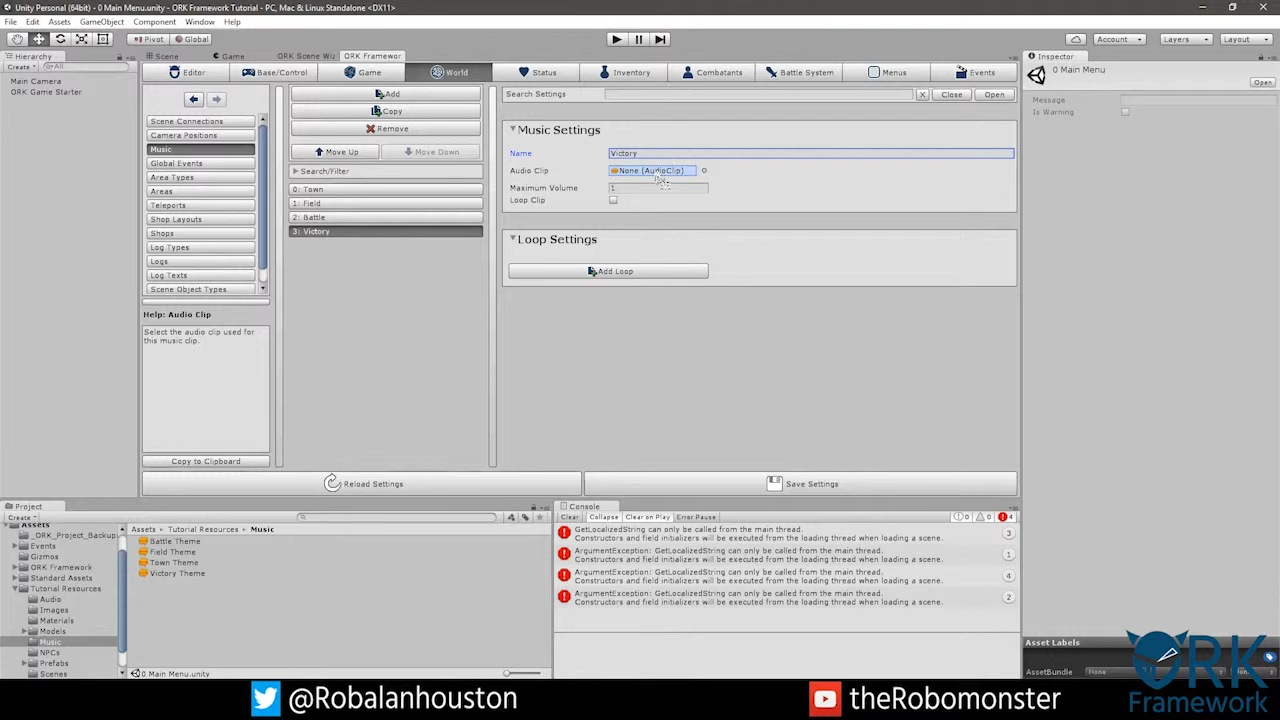 Unity Personal (64bit) - 0 Main Menu.unity - ORK Framework Tutorial - PC, Mac & Linux Standalone <DX11>
File Edit Assets GameObject Component Window Help
Pivot Global Account Layers Layout
Hierarchy
Create All
Main Camera
ORK Game Starter
Scene Game ORK Scene Wi ORK Framewor
Editor Base/Control Game World Status Inventory Combatants Battle System Menus Events
Scene Connections
Camera Positions
Music
Global Events
Area Types
Areas
Teleports
Shop Layouts
Shops
Log Types
Logs
Log Texts
Scene Object Types
Help: Audio Clip
Select the audio clip used for
this music clip.
Copy to Clipboard
Add
Copy
Remove
Move Up Move Down
Search/Filter
0: Town
1: Field
2: Battle
3: Victory
Search Settings X Close Open
Music Settings
Name Victory
Audio Clip None (AudioClip)
Maximum Volume 1
Loop Clip
Loop Settings
Add Loop
Reload Settings Save Settings
Inspector
0 Main Menu
Open
Message
Is Warning
Project
Create
Assets
_ORK_Project_Backup
Events
Gizmos
ORK Framework
Standard Assets
Tutorial Resources
Audio
Images
Materials
Models
Music
NPCs
Prefabs
Scenes
Assets Tutorial Resources Music
Battle Theme
Field Theme
Town Theme
Victory Theme
0 Main Menu.unity
Console
Clear Collapse Clear on Play Error Pause 0 0 4
GetLocalizedString can only be called from the main thread.
Constructors and field initializers will be executed from the loading thread when loading a scene. 3
ArgumentException: GetLocalizedString can only be called from the main thread.
Constructors and field initializers will be executed from the loading thread when loading a scene. 1
ArgumentException: GetLocalizedString can only be called from the main thread.
Constructors and field initializers will be executed from the loading thread when loading a scene. 4
ArgumentException: GetLocalizedString can only be called from the main thread.
Constructors and field initializers will be executed from the loading thread when loading a scene. 2
Asset Labels
AssetBundle None None
ORK
Framework
@Robalanhouston theRobomonster